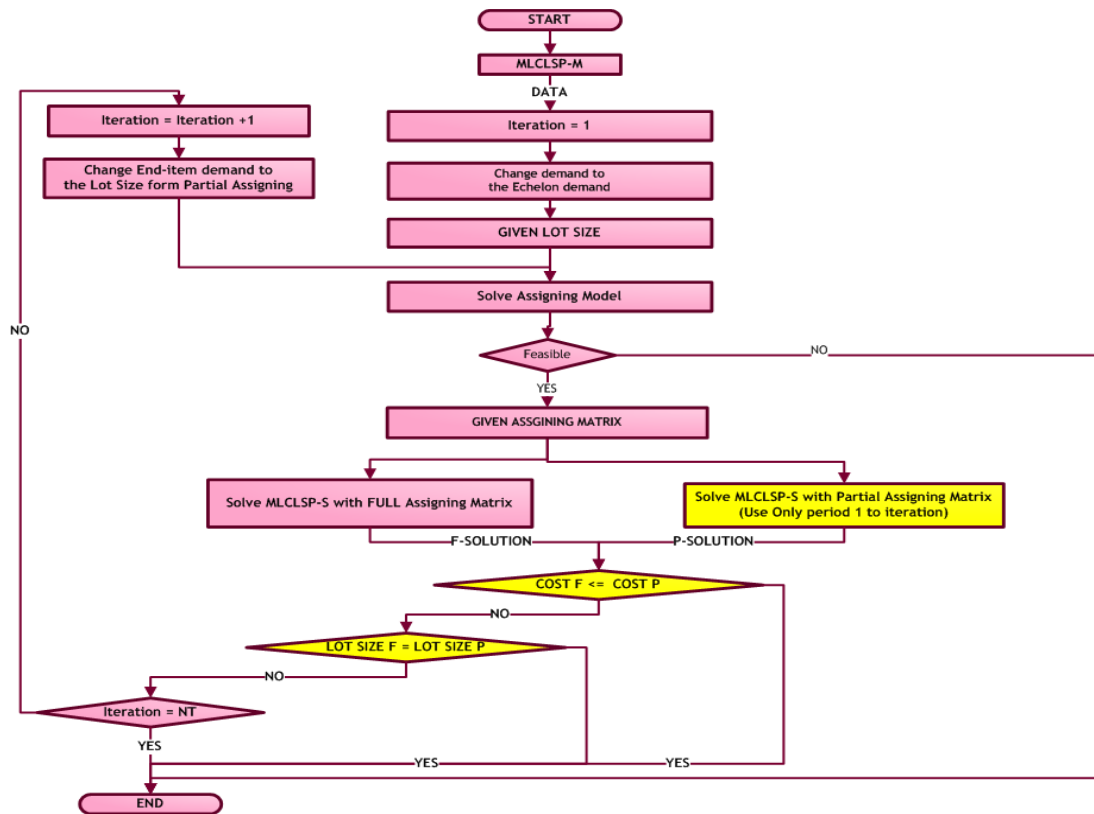 START
MLCLSP-M
DATA
Iteration = Iteration +1
Iteration = 1
Change End-item demand to
the Lot Size form Partial Assigning
Change demand to
the Echelon demand
GIVEN LOT SIZE
Solve Assigning Model
NO
Feasible
NO
YES
GIVEN ASSGINING MATRIX
Solve MLCLSP-S with FULL Assigning Matrix
Solve MLCLSP-S with Partial Assigning Matrix
(Use Only period 1 to iteration)
F-SOLUTION
P-SOLUTION
COST F <= COST P
NO
LOT SIZE F = LOT SIZE P
NO
Iteration = NT
YES
YES
YES
END